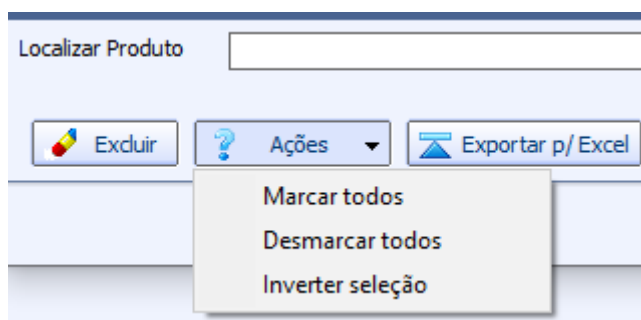 Localizar Produto
Excluir
Ações
Exportar p/ Excel
Marcar todos
Desmarcar todos
Inverter seleção